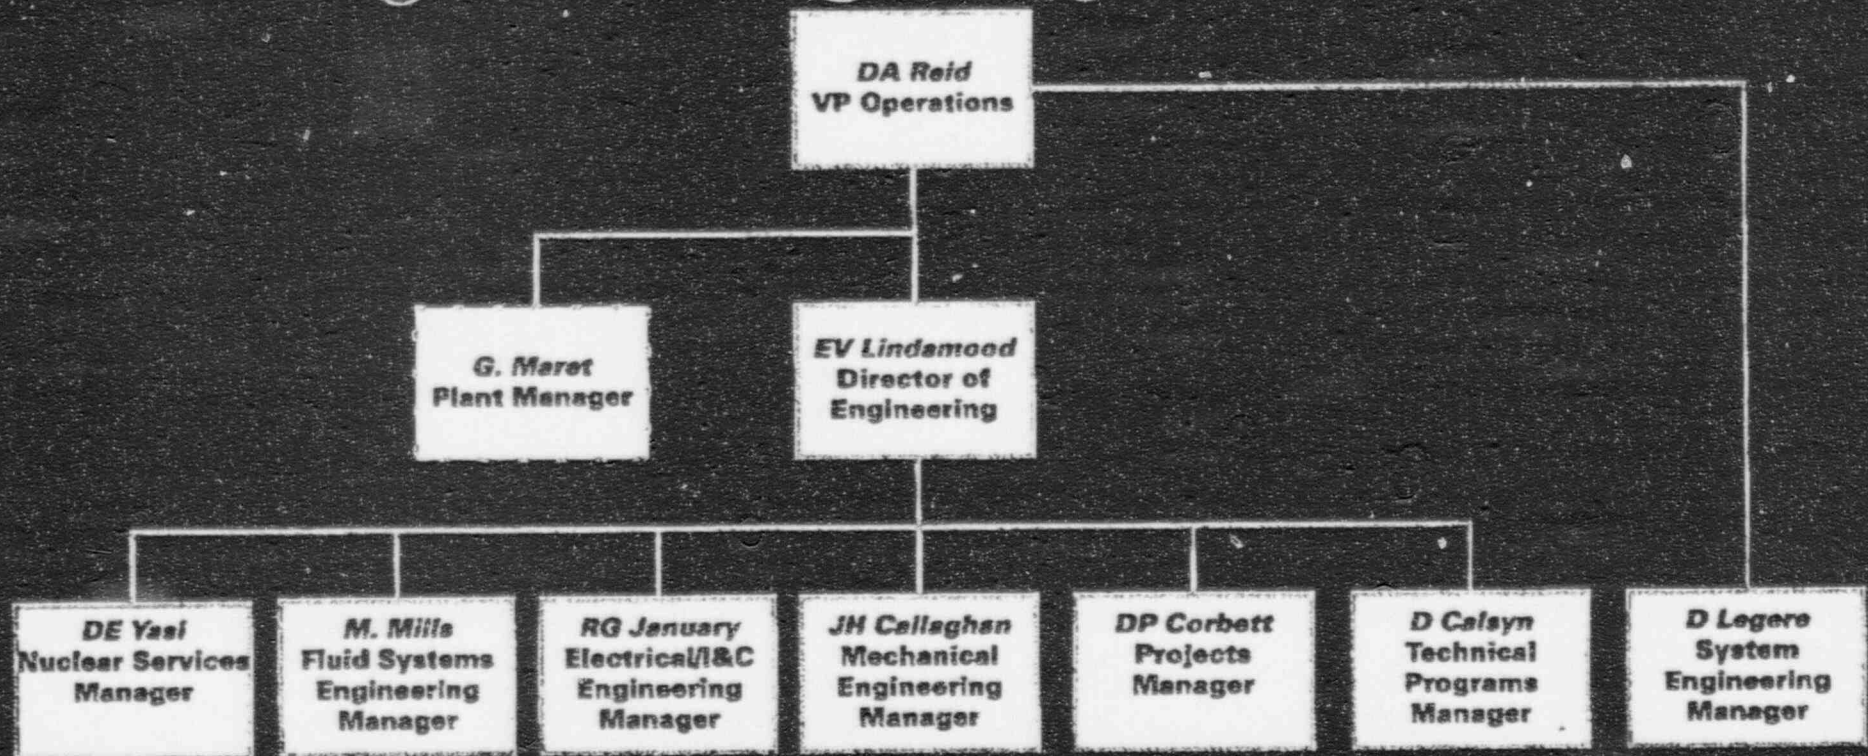 DA Reid
VP Operations
G. Maret
Plant Manager
EV Lindamood
Director of
Engineering
DE Yasi
Nuclear Services
Manager
M. Mills
Fluid Systems
Engineering
Manager
RG January
Electrical/I&C
Engineering
Manager
JH Callaghan
Mechanical
Engineering
Manager
DP Corbett
Projects
Manager
D Calsyn
Technical
Programs
Manager
D Legere
System
Engineering
Manager